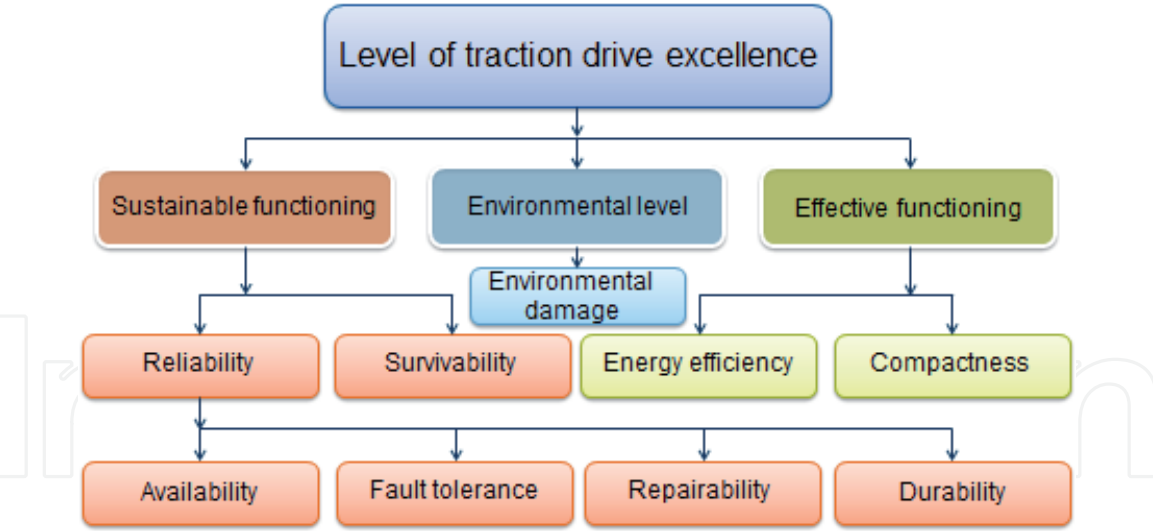 Level of traction drive excellence
Sustainable functioning
Environmental level
Effective functioning
Environmental
damage
Reliability
Survivability
Energy efficiency
Compactness
Availability
Fault tolerance
Repairability
Durability